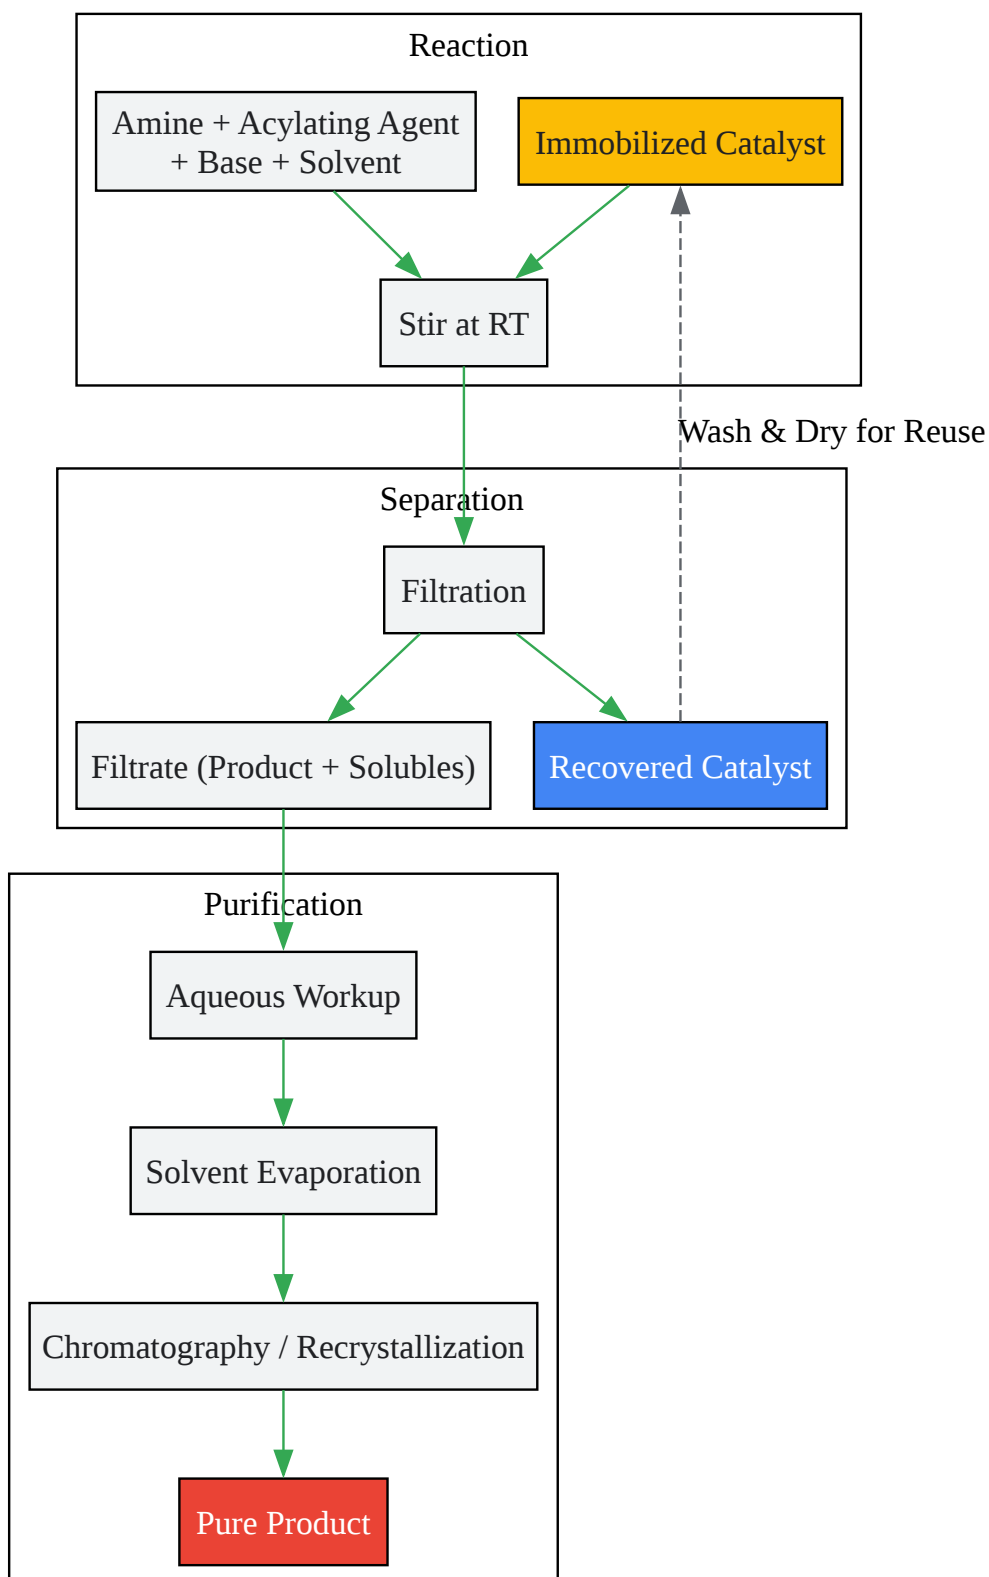 Reaction
Amine + Acylating Agent
+ Base + Solvent
Immobilized Catalyst
Stir at RT
Wash & Dry for Reuse
Separation
Filtration
Filtrate (Product + Solubles)
Recovered Catalyst
Purification
Aqueous Workup
Solvent Evaporation
Chromatography / Recrystallization
Pure Product